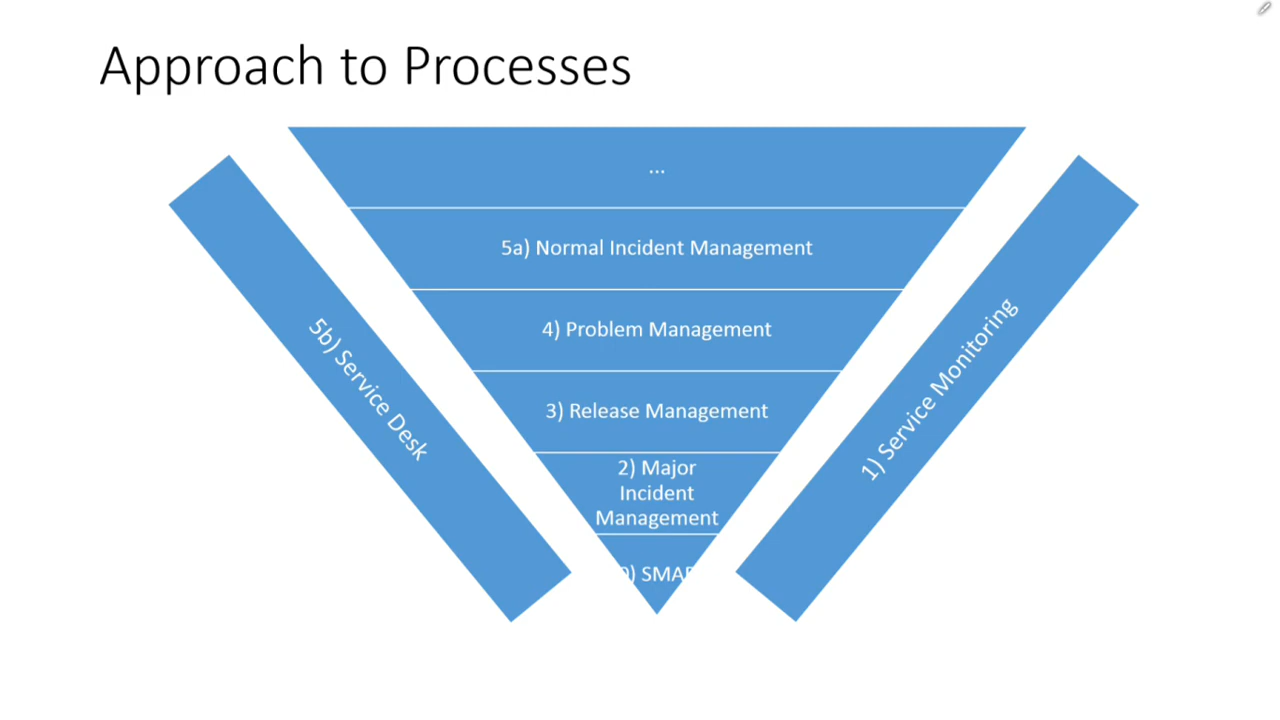 Approach to Processes
...
5a) Normal Incident Management
4) Problem Management
3) Release Management
2) Major
Incident
Management
5b) Service Desk
1) Service Monitoring